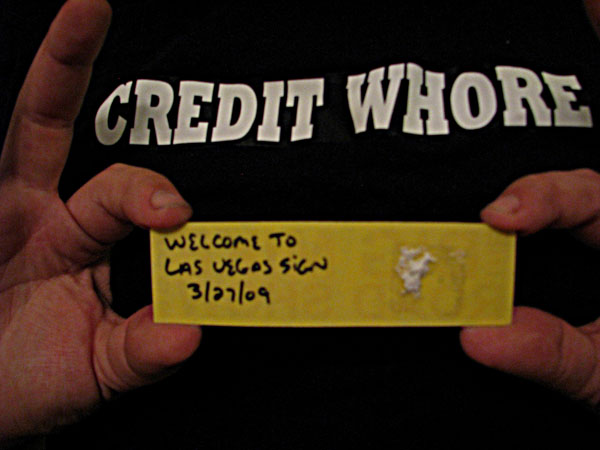 CREDIT WHORE
WELCOME TO
LAS VEGAS SIGN
3/27/09